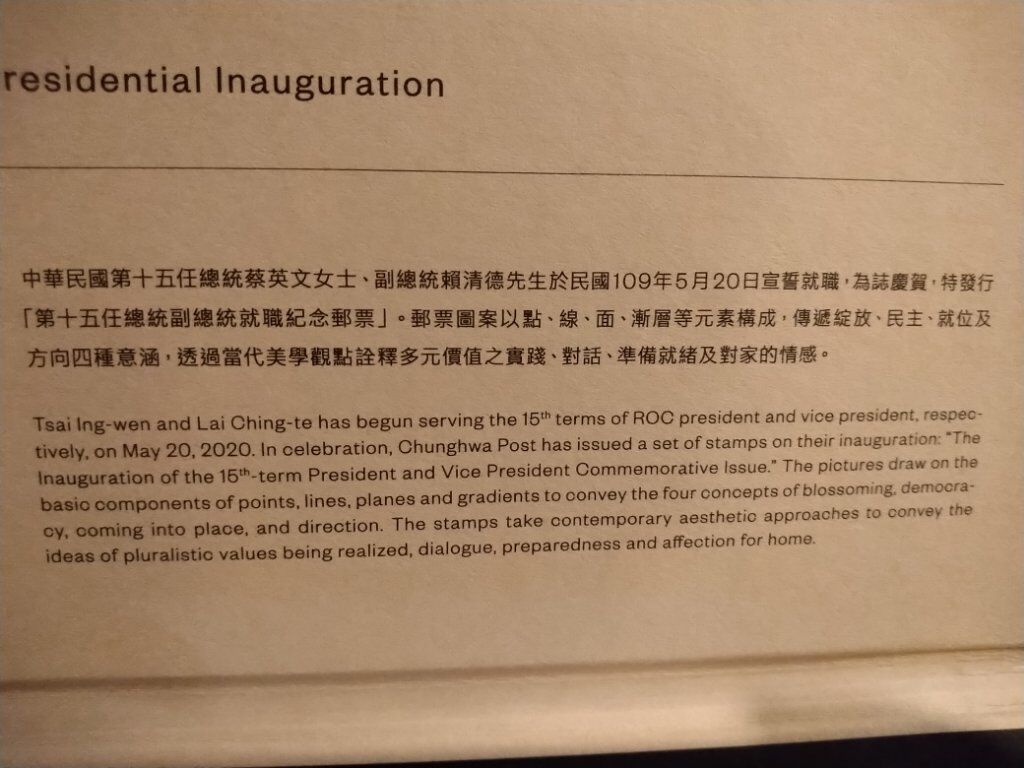 residential Inauguration
中華民國第十五任總統蔡英文女士、副總統賴清德先生於民國109年5月20日宣誓就職，為誌慶賀，特發行
「第十五任總統副總統就職紀念郵票」。郵票圖案以點、線、面、漸層等元素構成，傳遞綻放、民主、就位及
方向四種意涵，透過當代美學觀點詮釋多元價值之實踐、對話、準備就緒及對家的情感。
Tsai Ing-wen and Lai Ching-te has begun serving the 15th terms of ROC president and vice president, respec-
tively, on May 20, 2020. In celebration, Chunghwa Post has issued a set of stamps on their inauguration: “The
Inauguration of the 15th-term President and Vice President Commemorative Issue.” The pictures draw on the
basic components of points, lines, planes and gradients to convey the four concepts of blossoming, democra-
cy, coming into place, and direction. The stamps take contemporary aesthetic approaches to convey the
ideas of pluralistic values being realized, dialogue, preparedness and affection for home.